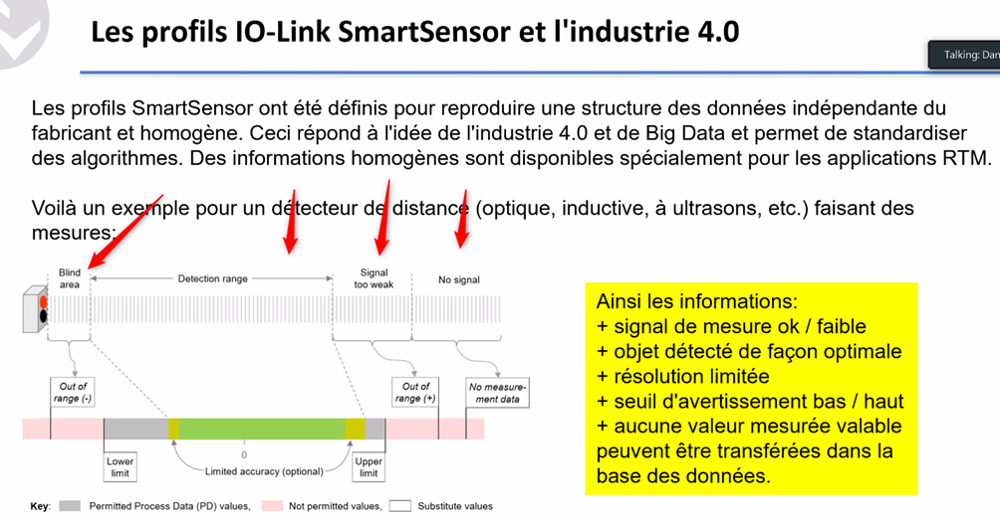 Les profils IO-Link SmartSensor et l'industrie 4.0
Talking: Dan
Les profils SmartSensor ont été définis pour reproduire une structure des données indépendante du
fabricant et homogène. Ceci répond à l'idée de l'industrie 4.0 et de Big Data et permet de standardiser
des algorithmes. Des informations homogènes sont disponibles spécialement pour les applications RTM.
Voilà un exemple pour un détecteur de distance (optique, inductive, à ultrasons, etc.) faisant des
mesures:
Blind
area
Detection range
Signal
too weak
No signal
Out of
range (-)
Out of
range (+)
No measure-
ment data
Lower
limit
0
Limited accuracy (optional)
Upper
limit
Key: Permitted Process Data (PD) values, Not permitted values, Substitute values
Ainsi les informations:
+ signal de mesure ok / faible
+ objet détecté de façon optimale
+ résolution limitée
+ seuil d'avertissement bas / haut
+ aucune valeur mesurée valable
peuvent être transférées dans la
base des données.